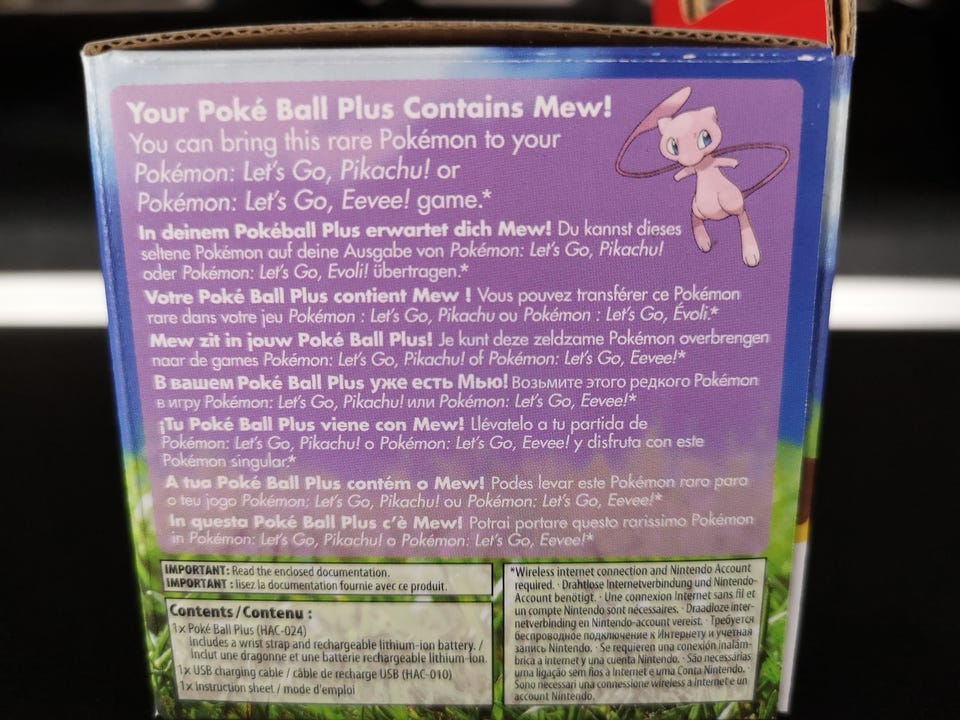 Your Poké Ball Plus Contains Mew!
You can bring this rare Pokémon to your
Pokémon: Let's Go, Pikachu! or
Pokémon: Let's Go, Eevee! game.*
In deinem Pokéball Plus erwartet dich Mew! Du kannst dieses
seltene Pokémon auf deine Ausgabe von Pokémon: Let's Go, Pikachu!
oder Pokémon: Let's Go, Evoli! übertragen.*
Votre Poké Ball Plus contient Mew ! Vous pouvez transférer ce Pokémon
rare dans votre jeu Pokémon : Let's Go, Pikachu ou Pokémon : Let's Go, Évoli.*
Mew zit in jouw Poké Ball Plus! Je kunt deze zeldzame Pokémon overbrengen
naar de games Pokémon: Let's Go, Pikachu! of Pokémon: Let's Go, Eevee!*
В вашем Poké Ball Plus уже есть Мью! Возьмите этого редкого Pokémon
в игру Pokémon: Let's Go, Pikachu! или Pokémon: Let's Go, Eevee!*
¡Tu Poké Ball Plus viene con Mew! Llévatelo a tu partida de
Pokémon: Let's Go, Pikachu! o Pokémon: Let's Go, Eevee! y disfruta con este
Pokémon singular.*
A tua Poké Ball Plus contém o Mew! Podes levar este Pokémon raro para
o teu jogo Pokémon: Let's Go, Pikachu! ou Pokémon: Let's Go, Eevee!*
In questa Poké Ball Plus c'è Mew! Potrai portare questo rarissimo Pokémon
in Pokémon: Let's Go, Pikachu! o Pokémon: Let's Go, Eevee!*
IMPORTANT: Read the enclosed documentation.
IMPORTANT : lisez la documentation fournie avec ce produit.
Contents / Contenu :
1x Poké Ball Plus (HAC-024)
includes a wrist strap and rechargeable lithium-ion battery. /
inclut une dragonne et une batterie rechargeable lithium-ion.
1x USB charging cable / câble de recharge USB (HAC-010)
1x instruction sheet / mode d'emploi
*Wireless internet connection and Nintendo Account
required. · Drahtlose Internetverbindung und Nintendo-
Account benötigt. · Une connexion Internet sans fil et
un compte Nintendo sont nécessaires. · Draadloze inter-
netverbinding en Nintendo-account vereist. · Требуется
беспроводное подключение к Интернету и учетная
запись Nintendo. · Se requieren una conexión inalám-
brica a internet y una cuenta Nintendo. · São necessárias
uma ligação sem fios à Internet e uma Conta Nintendo. ·
Sono necessari una connessione wireless a Internet e un
account Nintendo.